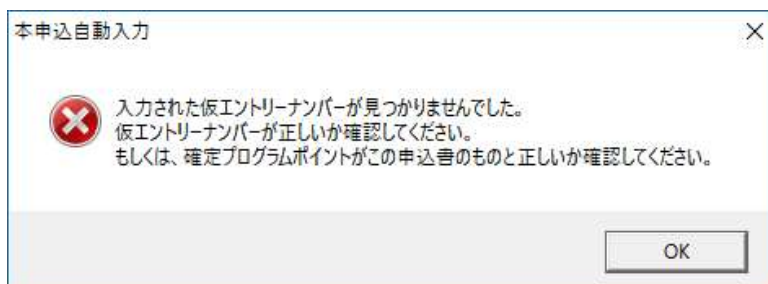 本申込自動入力
入力された仮エントリーナンバーが見つかりませんでした。
仮エントリーナンバーが正しいか確認してください。
もしくは、確定プログラムポイントがこの申込書のものと正しいか確認してください。
OK